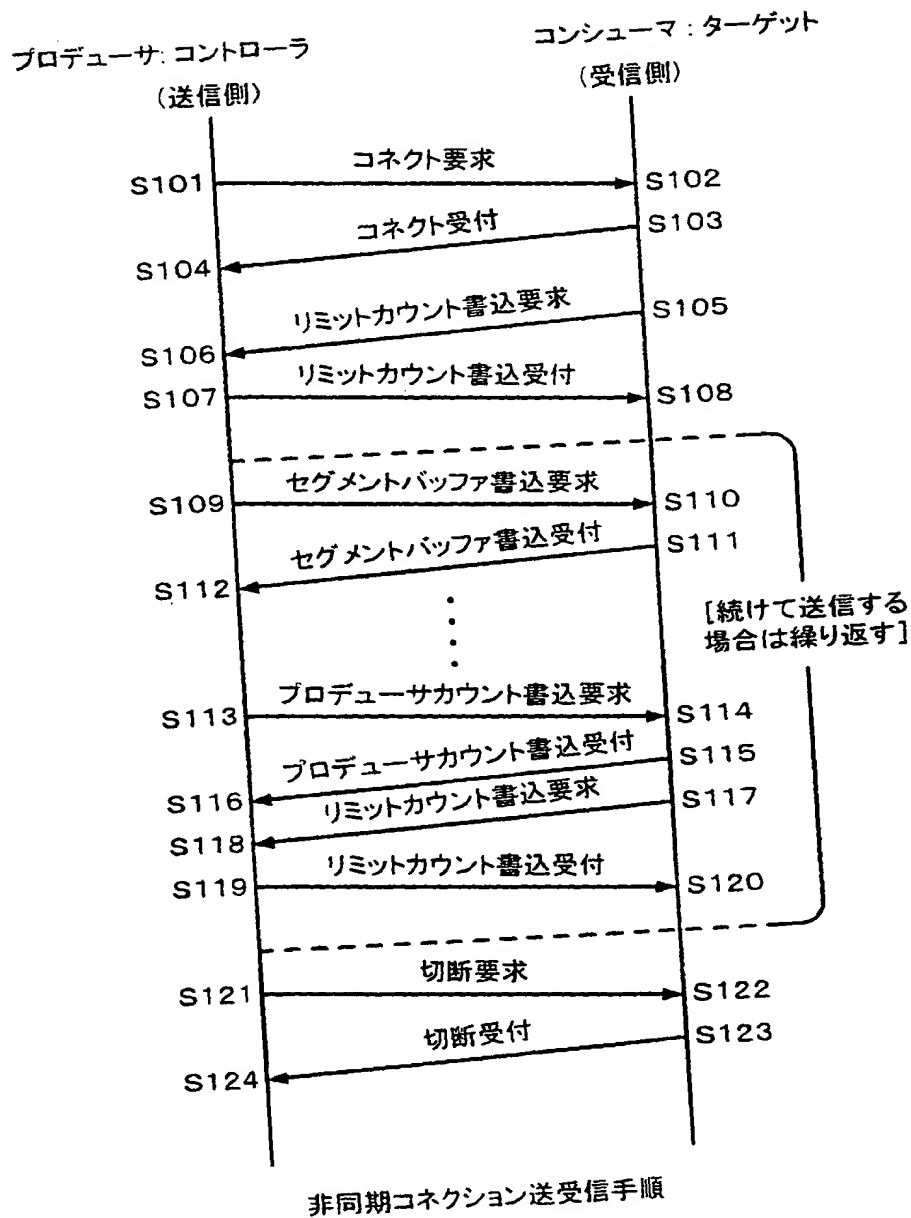 プロデューサ:コントローラ
(送信側)
コンシューマ:ターゲット
(受信側)
S101
コネクト要求
S102
コネクト受付
S103
S104
リミットカウント書込要求
S105
S106
リミットカウント書込受付
S107
S108
セグメントバッファ書込要求
S109
S110
セグメントバッファ書込受付
S111
S112
[続けて送信する
場合は繰り返す]
プロデューサカウント書込要求
S113
S114
プロデューサカウント書込受付
S115
S116
リミットカウント書込要求
S117
S118
リミットカウント書込受付
S119
S120
切断要求
S121
S122
切断受付
S123
S124
非同期コネクション送受信手順